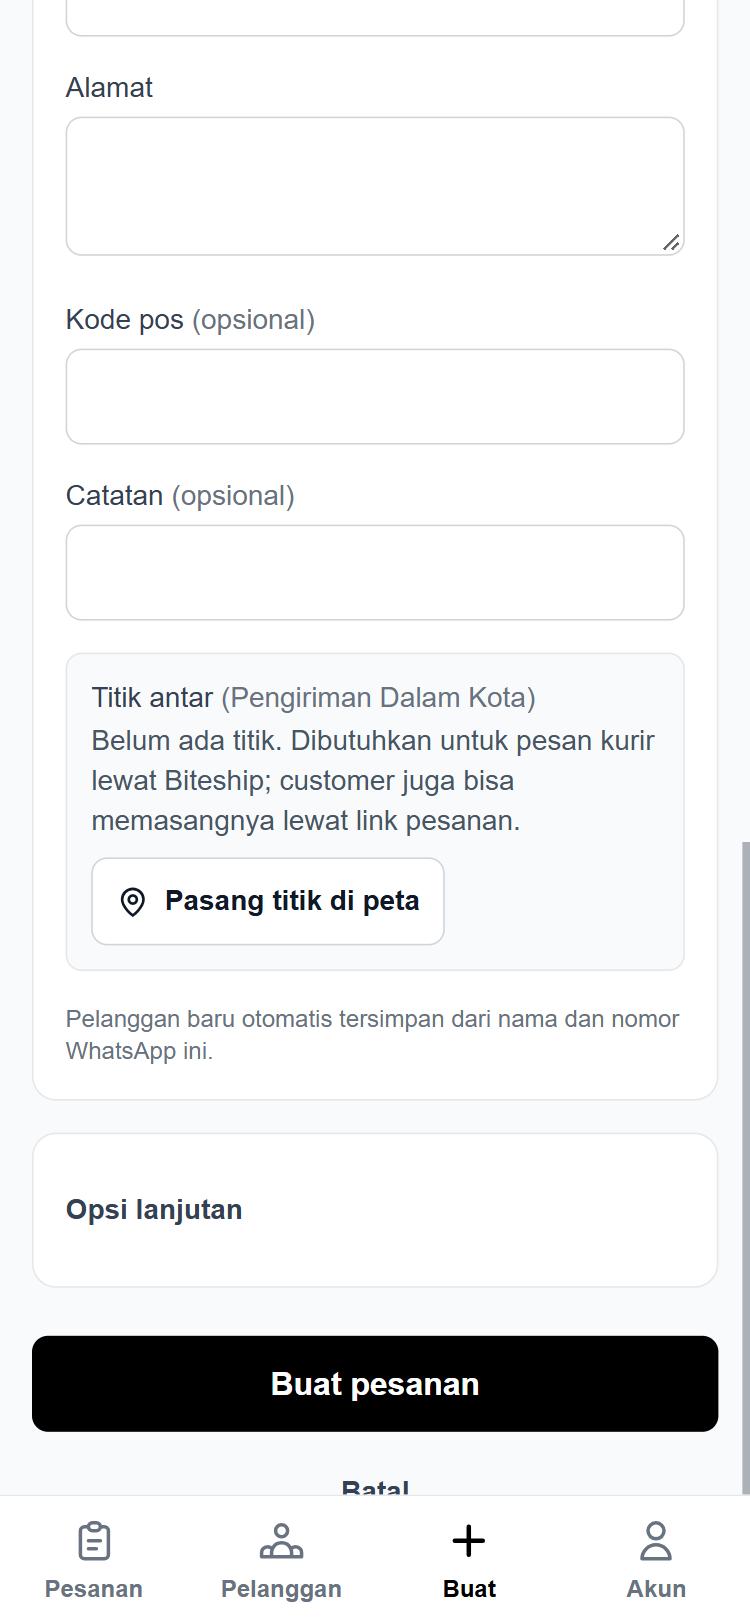 Alamat
Kode pos (opsional)
Catatan (opsional)
Titik antar (Pengiriman Dalam Kota)
Belum ada titik. Dibutuhkan untuk pesan kurir
lewat Biteship; customer juga bisa
memasangnya lewat link pesanan.
Pasang titik di peta
Pelanggan baru otomatis tersimpan dari nama dan nomor
WhatsApp ini.
Opsi lanjutan
Buat pesanan
Batal
Pesanan
Pelanggan
Buat
Akun